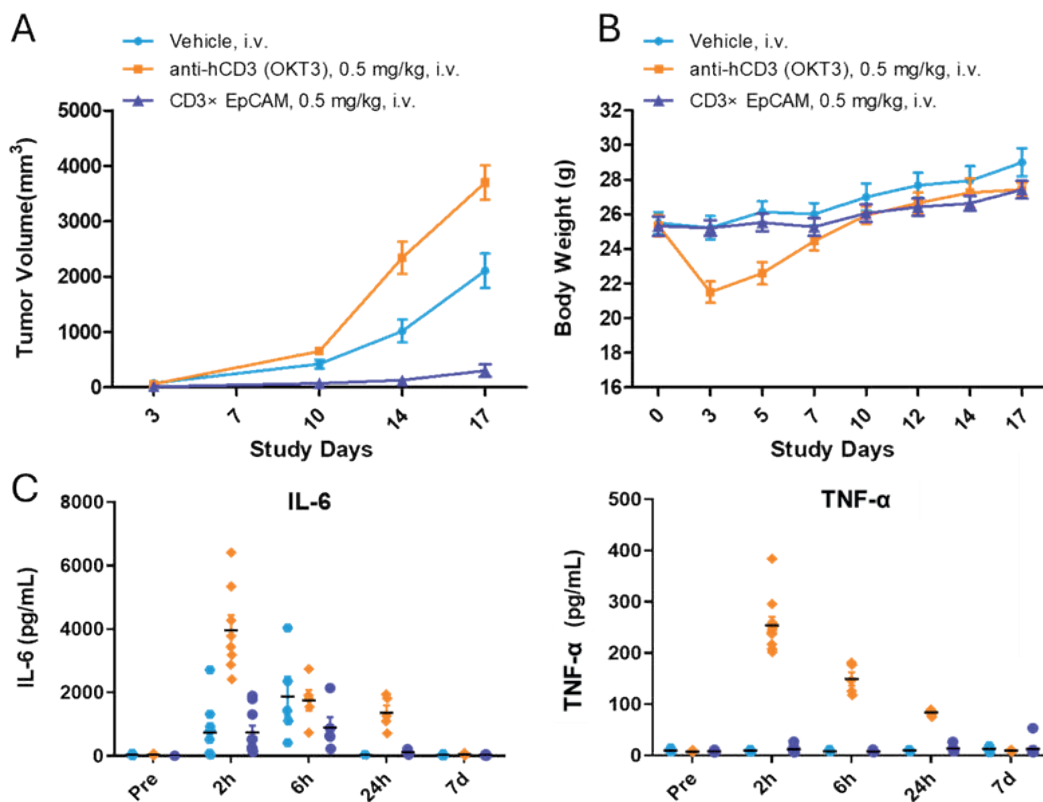 A
Vehicle, i.v.
anti-hCD3 (OKT3), 0.5 mg/kg, i.v.
CD3× EpCAM, 0.5 mg/kg, i.v.
Tumor Volume(mm³)
5000
4000
3000
2000
1000
0
3
7
10
14
17
Study Days
B
Vehicle, i.v.
anti-hCD3 (OKT3), 0.5 mg/kg, i.v.
CD3× EpCAM, 0.5 mg/kg, i.v.
Body Weight (g)
32
30
28
26
24
22
20
18
16
0
3
5
7
10
12
14
17
Study Days
C
IL-6
IL-6 (pg/mL)
8000
6000
4000
2000
0
Pre
2h
6h
24h
7d
TNF-α
TNF-α (pg/mL)
500
400
300
200
100
0
Pre
2h
6h
24h
7d